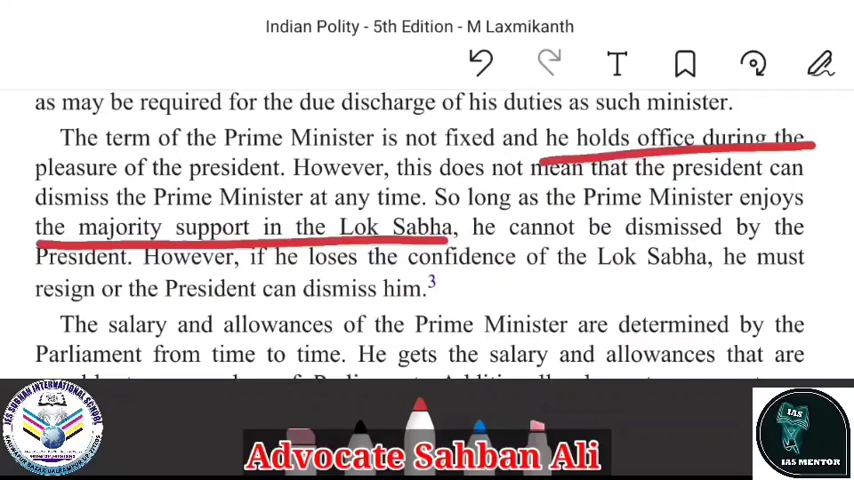 Indian Polity - 5th Edition - M Laxmikanth
as may be required for the due discharge of his duties as such minister.
The term of the Prime Minister is not fixed and he holds office during the
pleasure of the president. However, this does not mean that the president can
dismiss the Prime Minister at any time. So long as the Prime Minister enjoys
the majority support in the Lok Sabha, he cannot be dismissed by the
President. However, if he loses the confidence of the Lok Sabha, he must
resign or the President can dismiss him.3
The salary and allowances of the Prime Minister are determined by the
Parliament from time to time. He gets the salary and allowances that are
Advocate Sahban Ali
IAS
IAS MENTOR